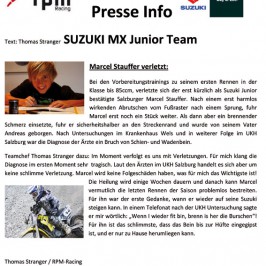 rpm
Racing
Presse Info
SUZUKI
Text: Thomas Stranger SUZUKI MX Junior Team
Marcel Stauffer verletzt:
Bei den Vorbereitungstrainings zu seinem ersten Rennen in der
Klasse bis 85ccm, verletzte sich der erst kürzlich als Suzuki Junior
bestätigte Salzburger Marcel Stauffer. Nach einem erst harmlos
wirkenden Abrutschen vom Fußraster nach einem Sprung, fuhr
Marcel erst noch ein paar Meter weiter. Als dann ein brennender
Schmerz einsetzte, fuhr er sicherheitshalber an den Streckenrand und wurde von seinem Vater
Andreas geborgen. Nach Untersuchungen im Krankenhaus Wels und in weiterer Folge im UKH
Salzburg war die Diagnose der Ärzte ein Bruch von Schien- und Wadenbein.
Teamchef Thomas Stranger dazu: Im Moment verfolgt es uns mit Verletzungen. Für mich klang die
Diagnose im ersten Moment sehr tragisch. Laut den Ärzten im UKH Salzburg handelt es sich aber um
keine schlimme Verletzung. Marcel wird keine Folgeschäden haben, was für mich das Wichtigste ist!
Die Heilung wird einige Wochen dauern und danach kann Marcel
vermutlich die letzten Rennen der Saison problemlos bestreiten.
Für ihn war der erste Gedanke, wann er wieder auf seine Suzuki
steigen kann. In einem Telefonat nach der UKH Untersuchung sagte
er mir wörtlich: „Wenn I wieder fit bin, brenn is her die Burschen"!
Für ihn ist das schlimmste, dass das Bein bis zur Hüfte eingegipst
ist, und er nur zu Hause herumliegen kann.
Thomas Stranger / RPM-Racing